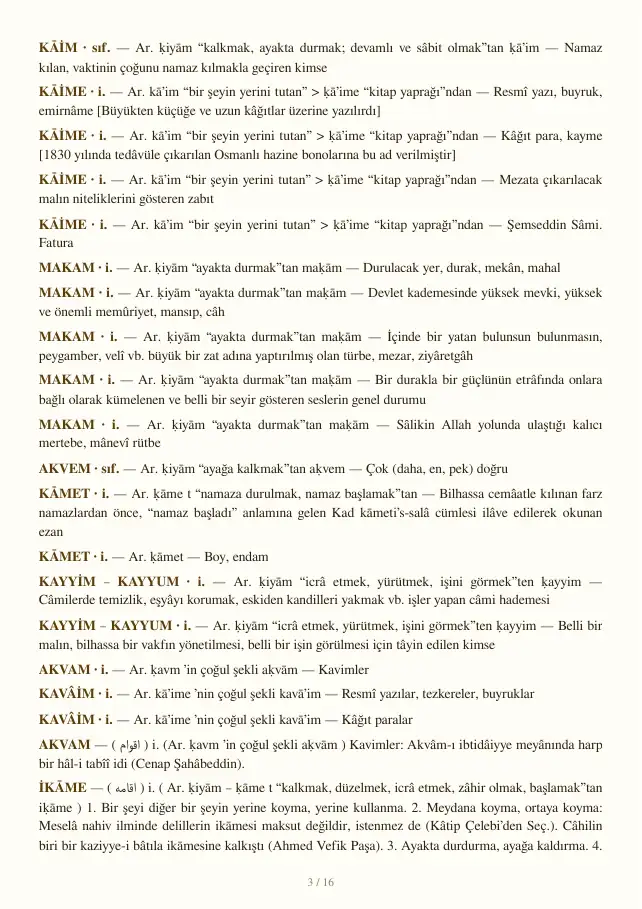 KĀİM · sıf. — Ar. ḳiyām “kalkmak, ayakta durmak; devamlı ve sâbit olmak”tan ḳā’im — Namaz
kılan, vaktinin çoğunu namaz kılmakla geçiren kimse
KĀİME · i. — Ar. kā’im “bir şeyin yerini tutan” > ḳā’ime “kitap yaprağı”ndan — Resmî yazı, buyruk,
emirnâme [Büyükten küçüğe ve uzun kâğıtlar üzerine yazılırdı]
KĀİME · i. — Ar. kā’im “bir şeyin yerini tutan” > ḳā’ime “kitap yaprağı”ndan — Kâğıt para, kayme
[1830 yılında tedâvüle çıkarılan Osmanlı hazine bonolarına bu ad verilmiştir]
KĀİME · i. — Ar. kā’im “bir şeyin yerini tutan” > ḳā’ime “kitap yaprağı”ndan — Mezata çıkarılacak
malın niteliklerini gösteren zabıt
KĀİME · i. — Ar. kā’im “bir şeyin yerini tutan” > ḳā’ime “kitap yaprağı”ndan — Şemseddin Sâmi.
Fatura
MAKAM · i. — Ar. ḳiyām “ayakta durmak”tan maḳām — Durulacak yer, durak, mekân, mahal
MAKAM · i. — Ar. ḳiyām “ayakta durmak”tan maḳām — Devlet kademesinde yüksek mevki, yüksek
ve önemli memûriyet, mansıp, câh
MAKAM · i. — Ar. ḳiyām “ayakta durmak”tan maḳām — İçinde bir yatan bulunsun bulunmasın,
peygamber, velî vb. büyük bir zat adına yaptırılmış olan türbe, mezar, ziyâretgâh
MAKAM · i. — Ar. ḳiyām “ayakta durmak”tan maḳām — Bir durakla bir güçlünün etrâfında onlara
bağlı olarak kümelenen ve belli bir seyir gösteren seslerin genel durumu
MAKAM · i. — Ar. ḳiyām “ayakta durmak”tan maḳām — Sâlikin Allah yolunda ulaştığı kalıcı
mertebe, mânevî rütbe
AKVEM · sıf. — Ar. ḳiyām “ayağa kalkmak”tan aḳvem — Çok (daha, en, pek) doğru
KĀMET · i. — Ar. ḳāme t “namaza durulmak, namaz başlamak”tan — Bilhassa cemâatle kılınan farz
namazlardan önce, “namaz başladı” anlamına gelen Kad kāmeti’s-salâ cümlesi ilâve edilerek okunan
ezan
KĀMET · i. — Ar. ḳāmet — Boy, endam
KAYYİM – KAYYUM · i. — Ar. ḳiyām “icrâ etmek, yürütmek, işini görmek”ten ḳayyim —
Câmilerde temizlik, eşyâyı korumak, eskiden kandilleri yakmak vb. işler yapan câmi hademesi
KAYYİM – KAYYUM · i. — Ar. ḳiyām “icrâ etmek, yürütmek, işini görmek”ten ḳayyim — Belli bir
malın, bilhassa bir vakfın yönetilmesi, belli bir işin görülmesi için tâyin edilen kimse
AKVAM · i. — Ar. ḳavm ’in çoğul şekli aḳvām — Kavimler
KAVÂİM · i. — Ar. kā’ime ’nin çoğul şekli kavā’im — Resmî yazılar, tezkereler, buyruklar
KAVÂİM · i. — Ar. kā’ime ’nin çoğul şekli kavā’im — Kâğıt paralar
AKVAM — ( اقوام ) i. (Ar. ḳavm ’in çoğul şekli aḳvām ) Kavimler: Akvâm-ı ibtidâiyye meyânında harp
bir hâl-i tabîî idi (Cenap Şahâbeddin).
İKĀME — ( اقامه ) i. ( Ar. ḳiyām – ḳāme t “kalkmak, düzelmek, icrâ etmek, zâhir olmak, başlamak”tan
iḳāme ) 1. Bir şeyi diğer bir şeyin yerine koyma, yerine kullanma. 2. Meydana koyma, ortaya koyma:
Meselâ nahiv ilminde delillerin ikāmesi maksut değildir, istenmez de (Kâtip Çelebi’den Seç.). Câhilin
biri bir kaziyye-i bâtıla ikāmesine kalkıştı (Ahmed Vefik Paşa). 3. Ayakta durdurma, ayağa kaldırma. 4.
3 / 16